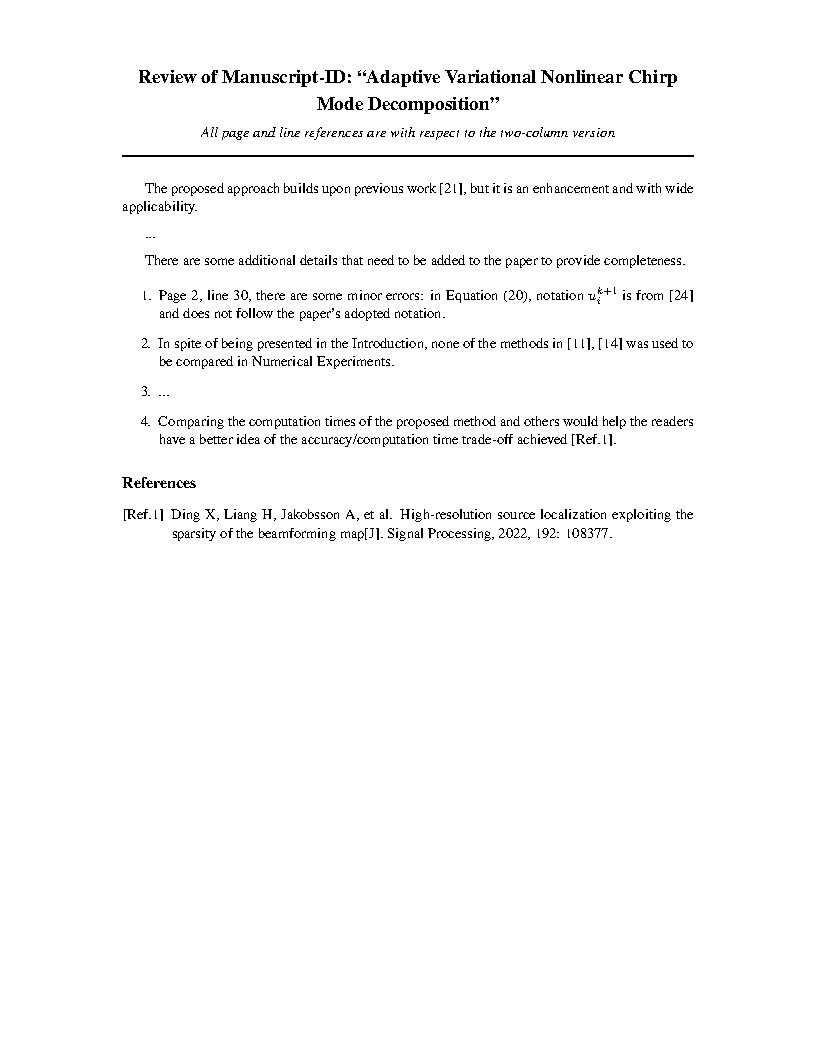 Review of Manuscript-ID: “Adaptive Variational Nonlinear Chirp
Mode Decomposition”
All page and line references are with respect to the two-column version
The proposed approach builds upon previous work [21], but it is an enhancement and with wide
applicability.
...
There are some additional details that need to be added to the paper to provide completeness.
1. Page 2, line 30, there are some minor errors: in Equation (20), notation u_i^{k+1} is from [24]
and does not follow the paper’s adopted notation.
2. In spite of being presented in the Introduction, none of the methods in [11], [14] was used to
be compared in Numerical Experiments.
3. ...
4. Comparing the computation times of the proposed method and others would help the readers
have a better idea of the accuracy/computation time trade-off achieved [Ref.1].
References
[Ref.1] Ding X, Liang H, Jakobsson A, et al. High-resolution source localization exploiting the
sparsity of the beamforming map[J]. Signal Processing, 2022, 192: 108377.